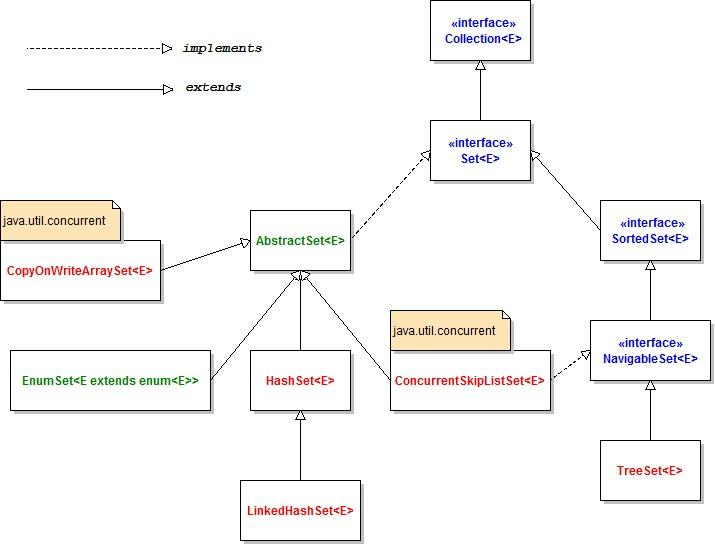 implements
extends
«interface»
Collection<E>
«interface»
Set<E>
java.util.concurrent
CopyOnWriteArraySet<E>
AbstractSet<E>
«interface»
SortedSet<E>
java.util.concurrent
ConcurrentSkipListSet<E>
«interface»
NavigableSet<E>
EnumSet<E extends enum<E>>
HashSet<E>
TreeSet<E>
LinkedHashSet<E>